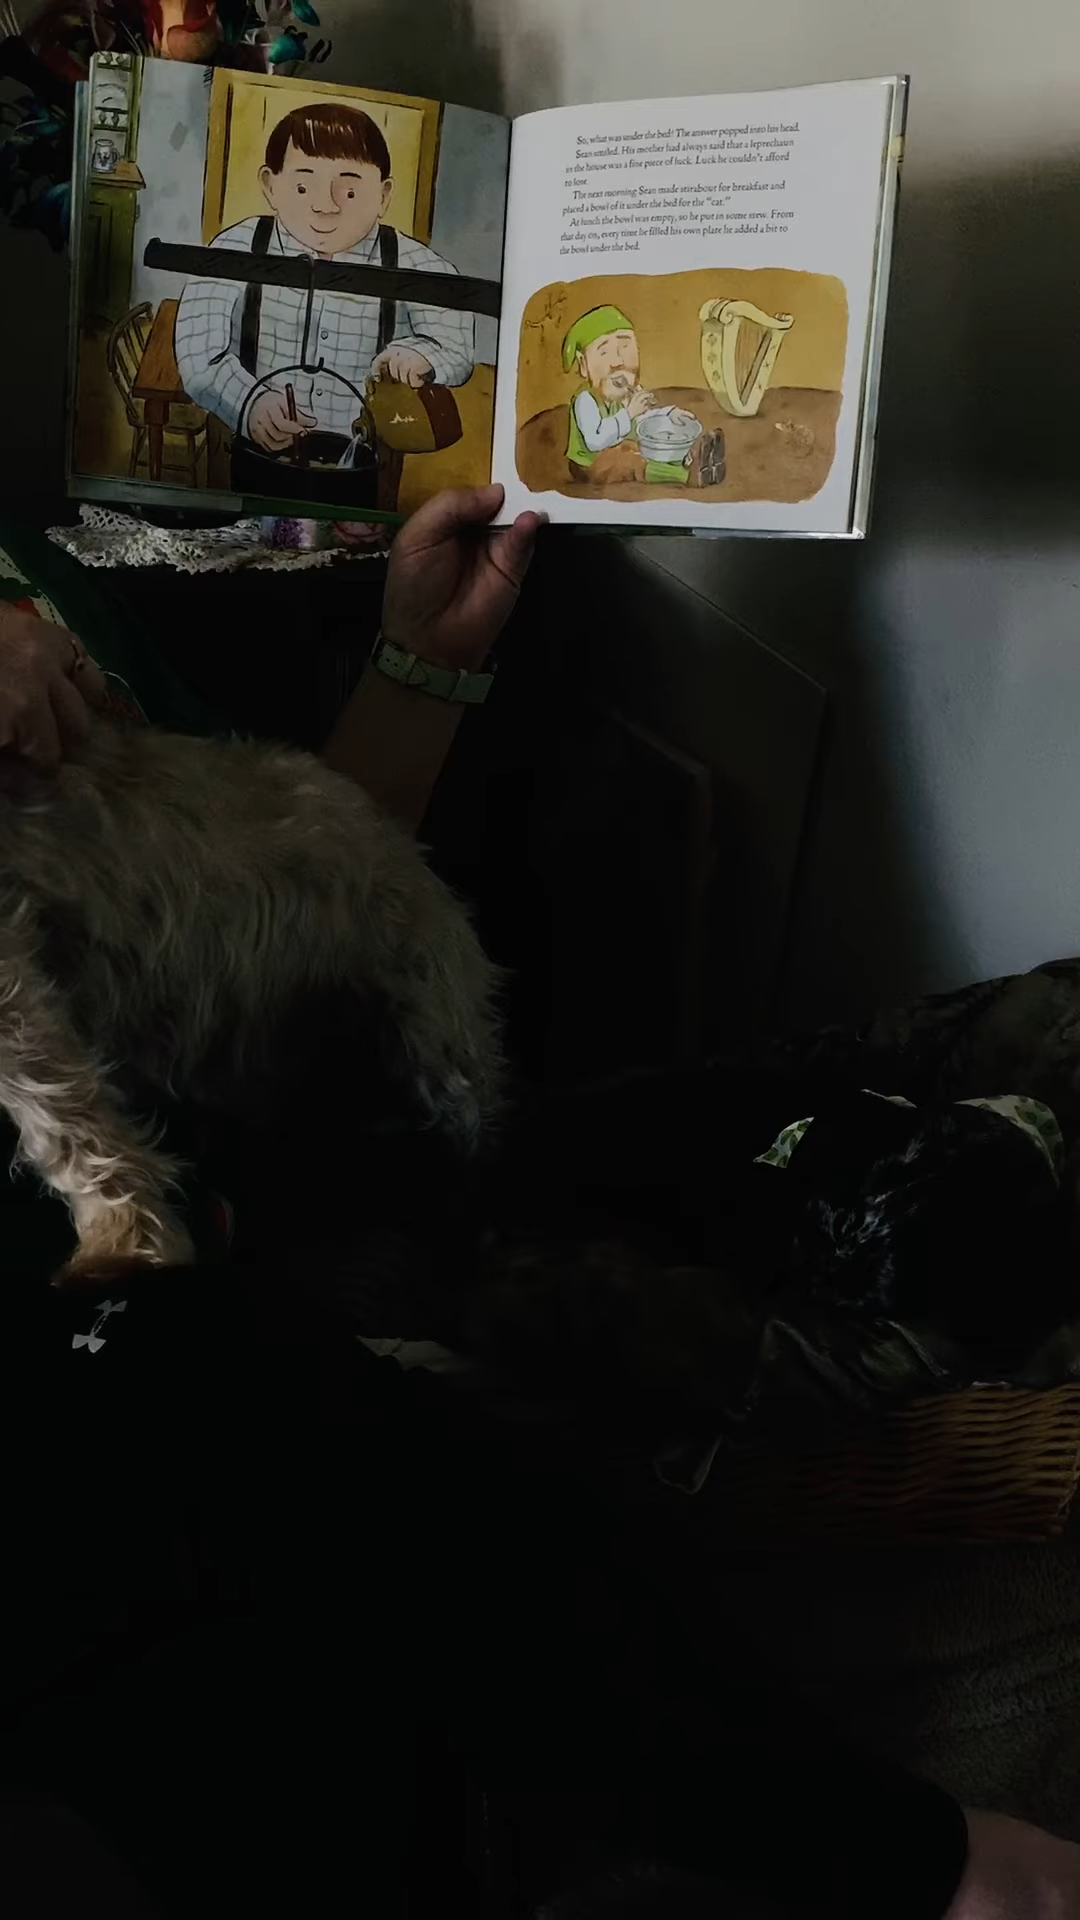 So, what was under the bed? The answer popped into his head.
Sean smiled. His mother had always said that a leprechaun
in the house was a fine piece of luck. Luck he couldn't afford
to lose.
The next morning Sean made stirabout for breakfast and
placed a bowl of it under the bed for the "cat."
At lunch the bowl was empty, so he put in some stew. From
that day on, every time he filled his own plate he added a bit to
the bowl under the bed.